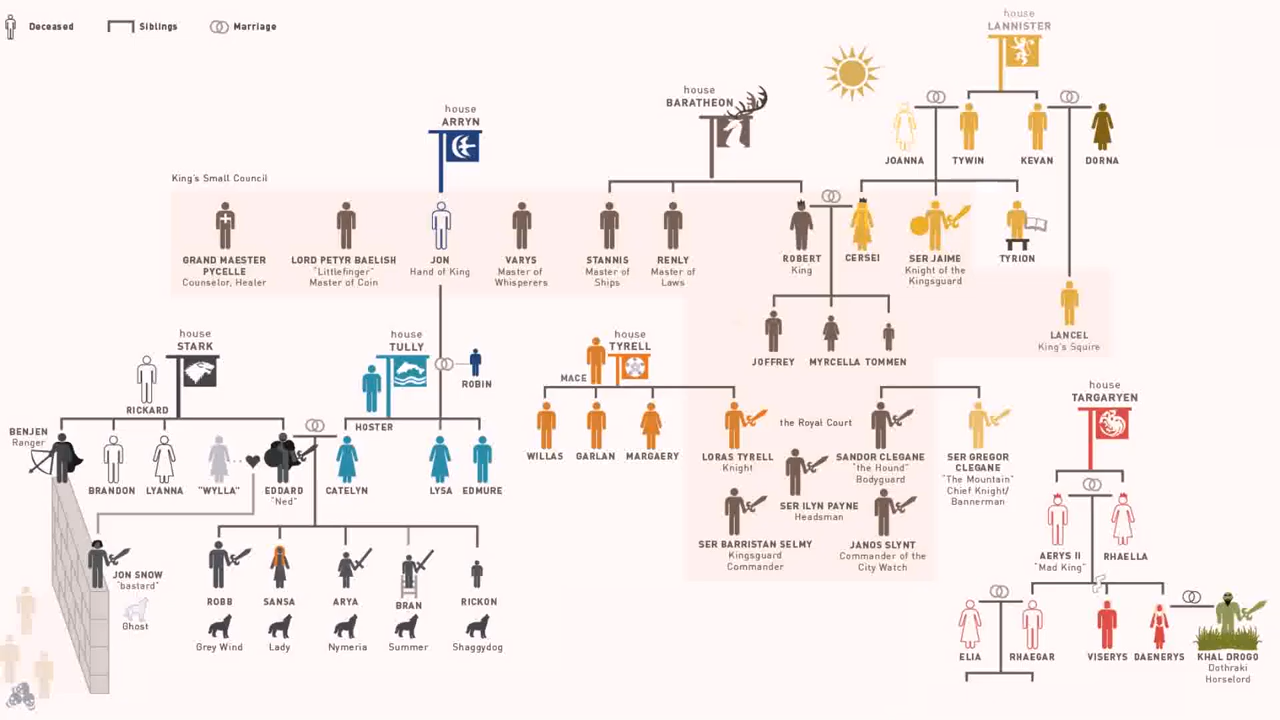 Deceased
Siblings
Marriage
house
LANNISTER
house
BARATHEON
house
ARRYN
JOANNA
TYWIN
KEVAN
DORNA
King's Small Council
GRAND MAESTER
PYCELLE
Counselor, Healer
LORD PETYR BAELISH
"Littlefinger"
Master of Coin
JON
Hand of King
VARYS
Master of
Whisperers
STANNIS
Master of
Ships
RENLY
Master of
Laws
ROBERT
King
CERSEI
SER JAIME
Knight of the
Kingsguard
TYRION
LANCEL
King's Squire
JOFFREY
MYRCELLA
TOMMEN
house
STARK
RICKARD
house
TULLY
HOSTER
ROBIN
house
TYRELL
MACE
WILLAS
GARLAN
MARGAERY
LORAS TYRELL
Knight
the Royal Court
SANDOR CLEGANE
"the Hound"
Bodyguard
SER GREGOR
CLEGANE
"The Mountain"
Chief Knight/
Bannerman
SER ILYN PAYNE
Headsman
SER BARRISTAN SELMY
Kingsguard
Commander
JANOS SLYNT
Commander of the
City Watch
house
TARGARYEN
AERYS II
"Mad King"
RHAELLA
ELIA
RHAEGAR
VISERYS
DAENERYS
KHAL DROGO
Dothraki
Horselord
BENJEN
Ranger
BRANDON
LYANNA
"WYLLA"
EDDARD
"Ned"
CATELYN
LYSA
EDMURE
JON SNOW
"bastard"
Ghost
ROBB
SANSA
ARYA
BRAN
RICKON
Grey Wind
Lady
Nymeria
Summer
Shaggydog